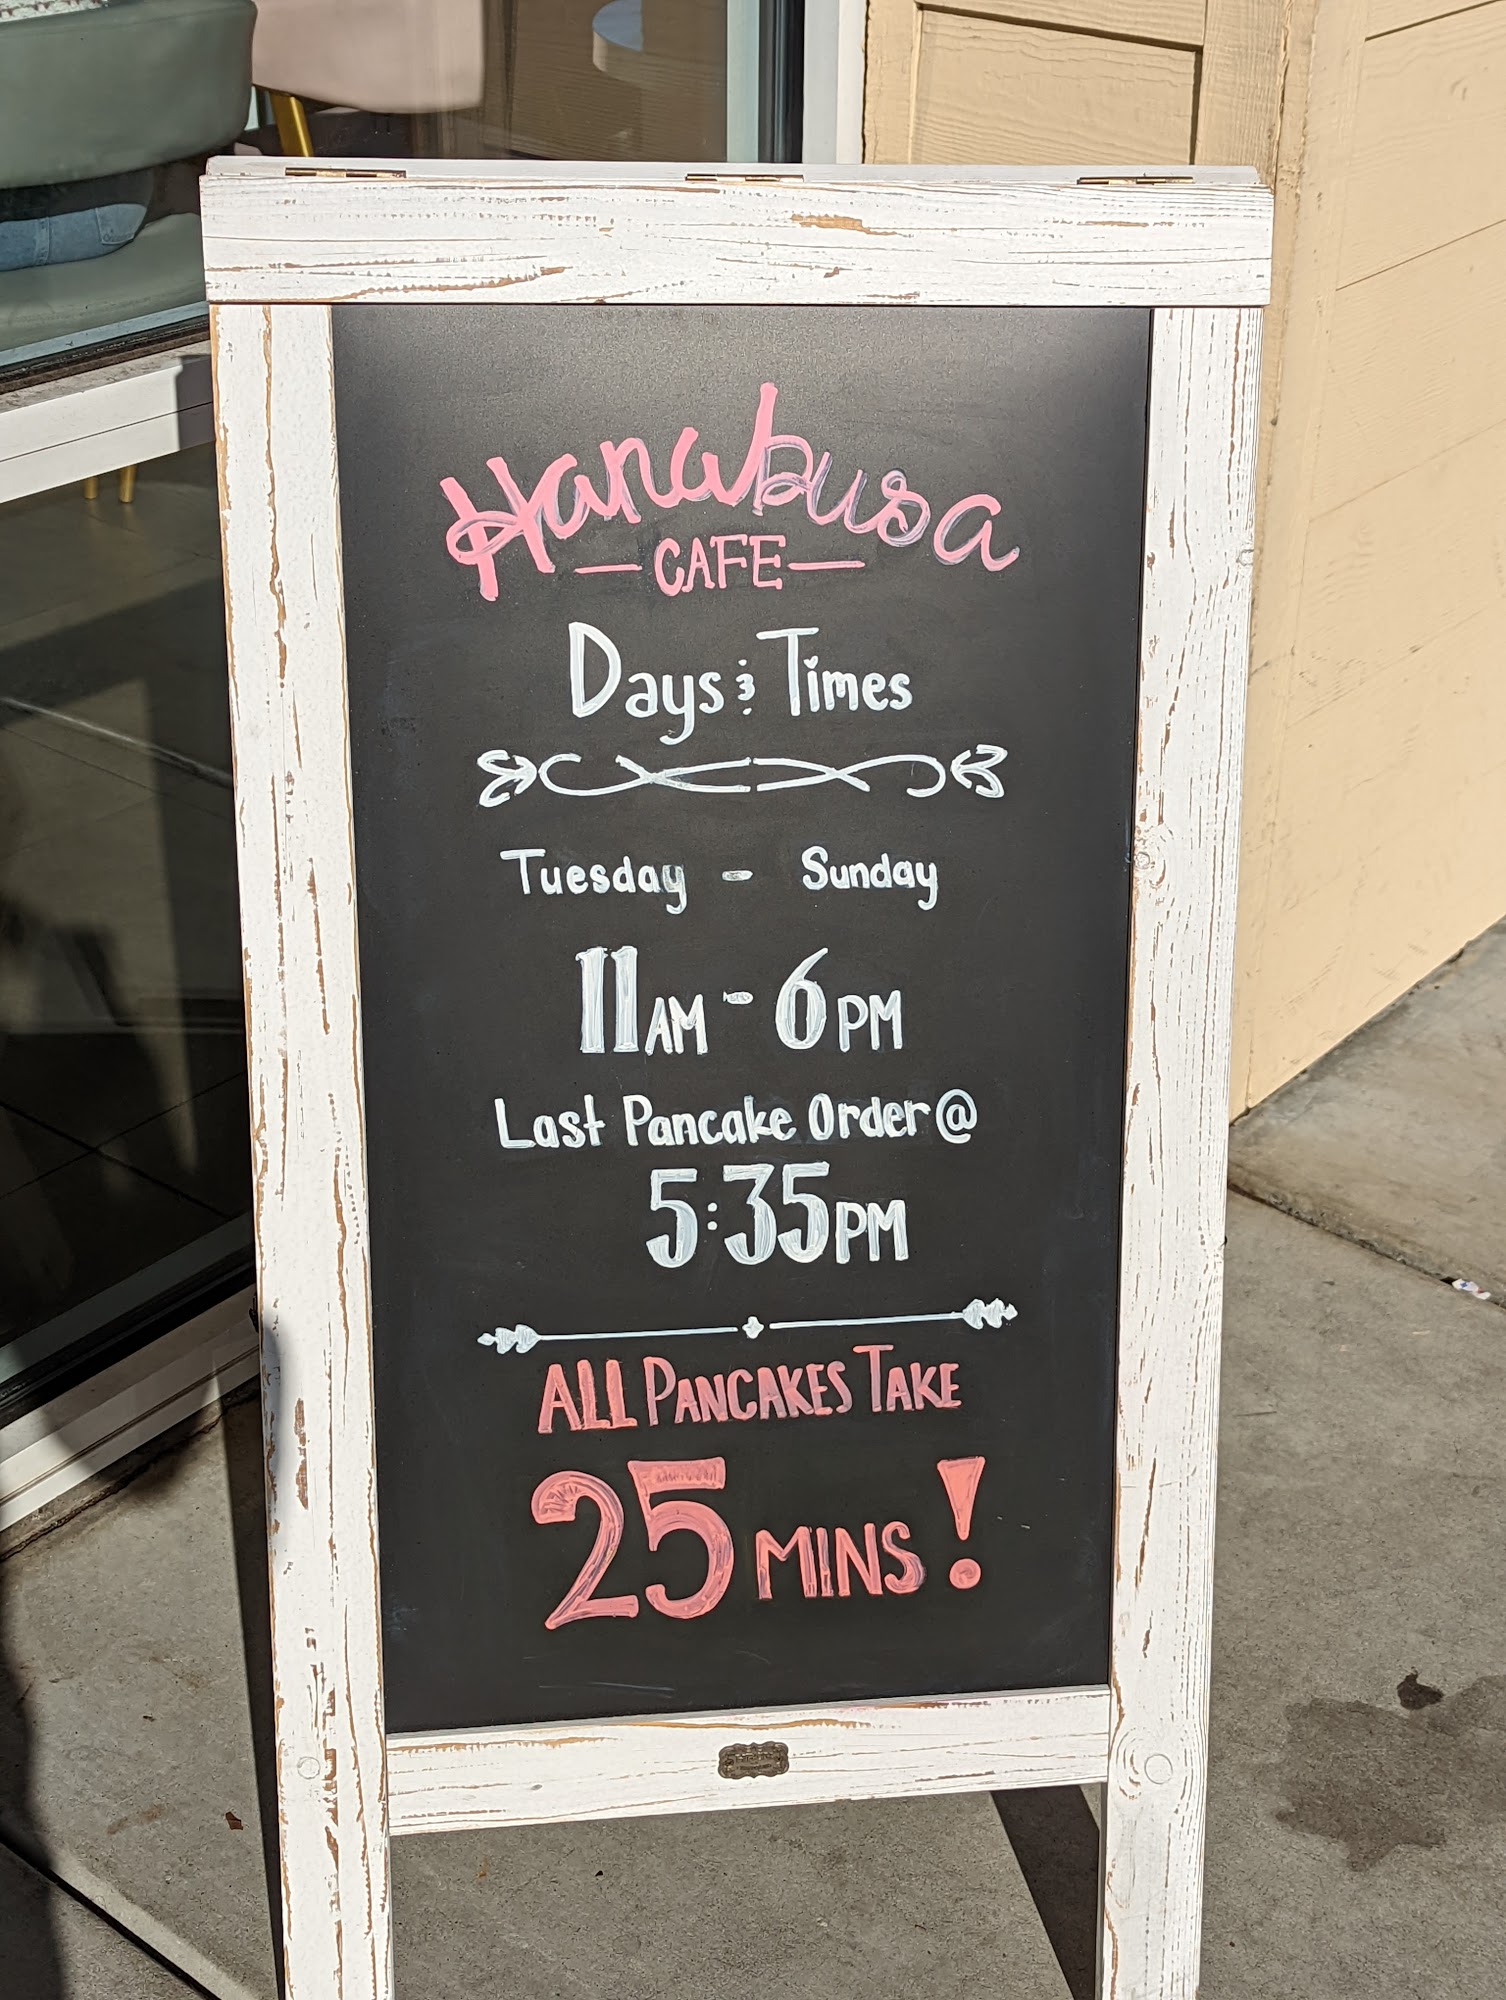 Hanabusa
— CAFE —
Days & Times
Tuesday - Sunday
11AM - 6PM
Last Pancake Order @
5:35PM
ALL PANCAKES TAKE
25 MINS!